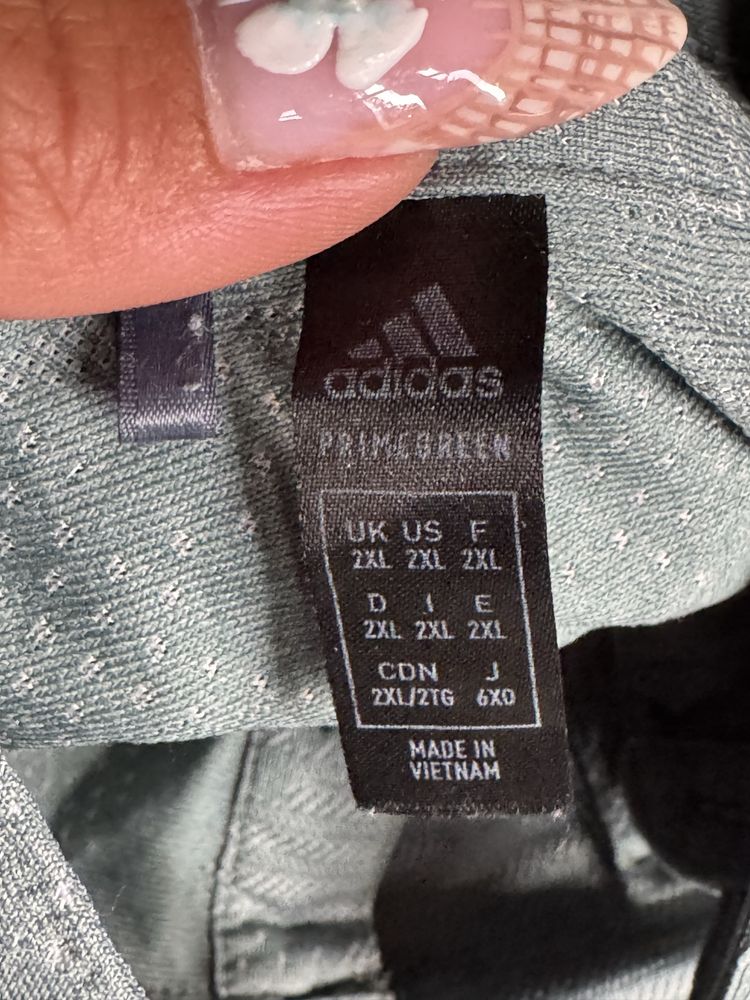 adidas
PRIMEGREEN
UK US F
2XL 2XL 2XL
D I E
2XL 2XL 2XL
CDN J
2XL/2TG 6XO
MADE IN
VIETNAM